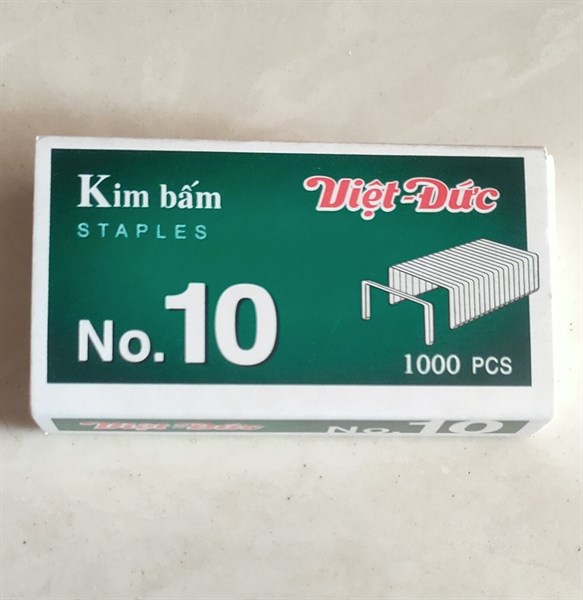 Kim bấm
STAPLES
Việt-Đức
No.10
1000 PCS
Việt-Đức
No.10